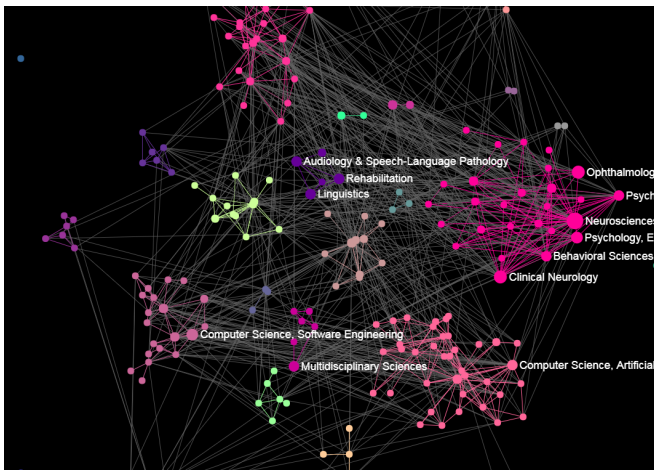 Audiology & Speech-Language Pathology
Ophthalmolog
Rehabilitation
Linguistics
Psych
Neurosciences
Psychology, E
Behavioral Sciences
Clinical Neurology
Computer Science, Software Engineering
Multidisciplinary Sciences
Computer Science, Artificial